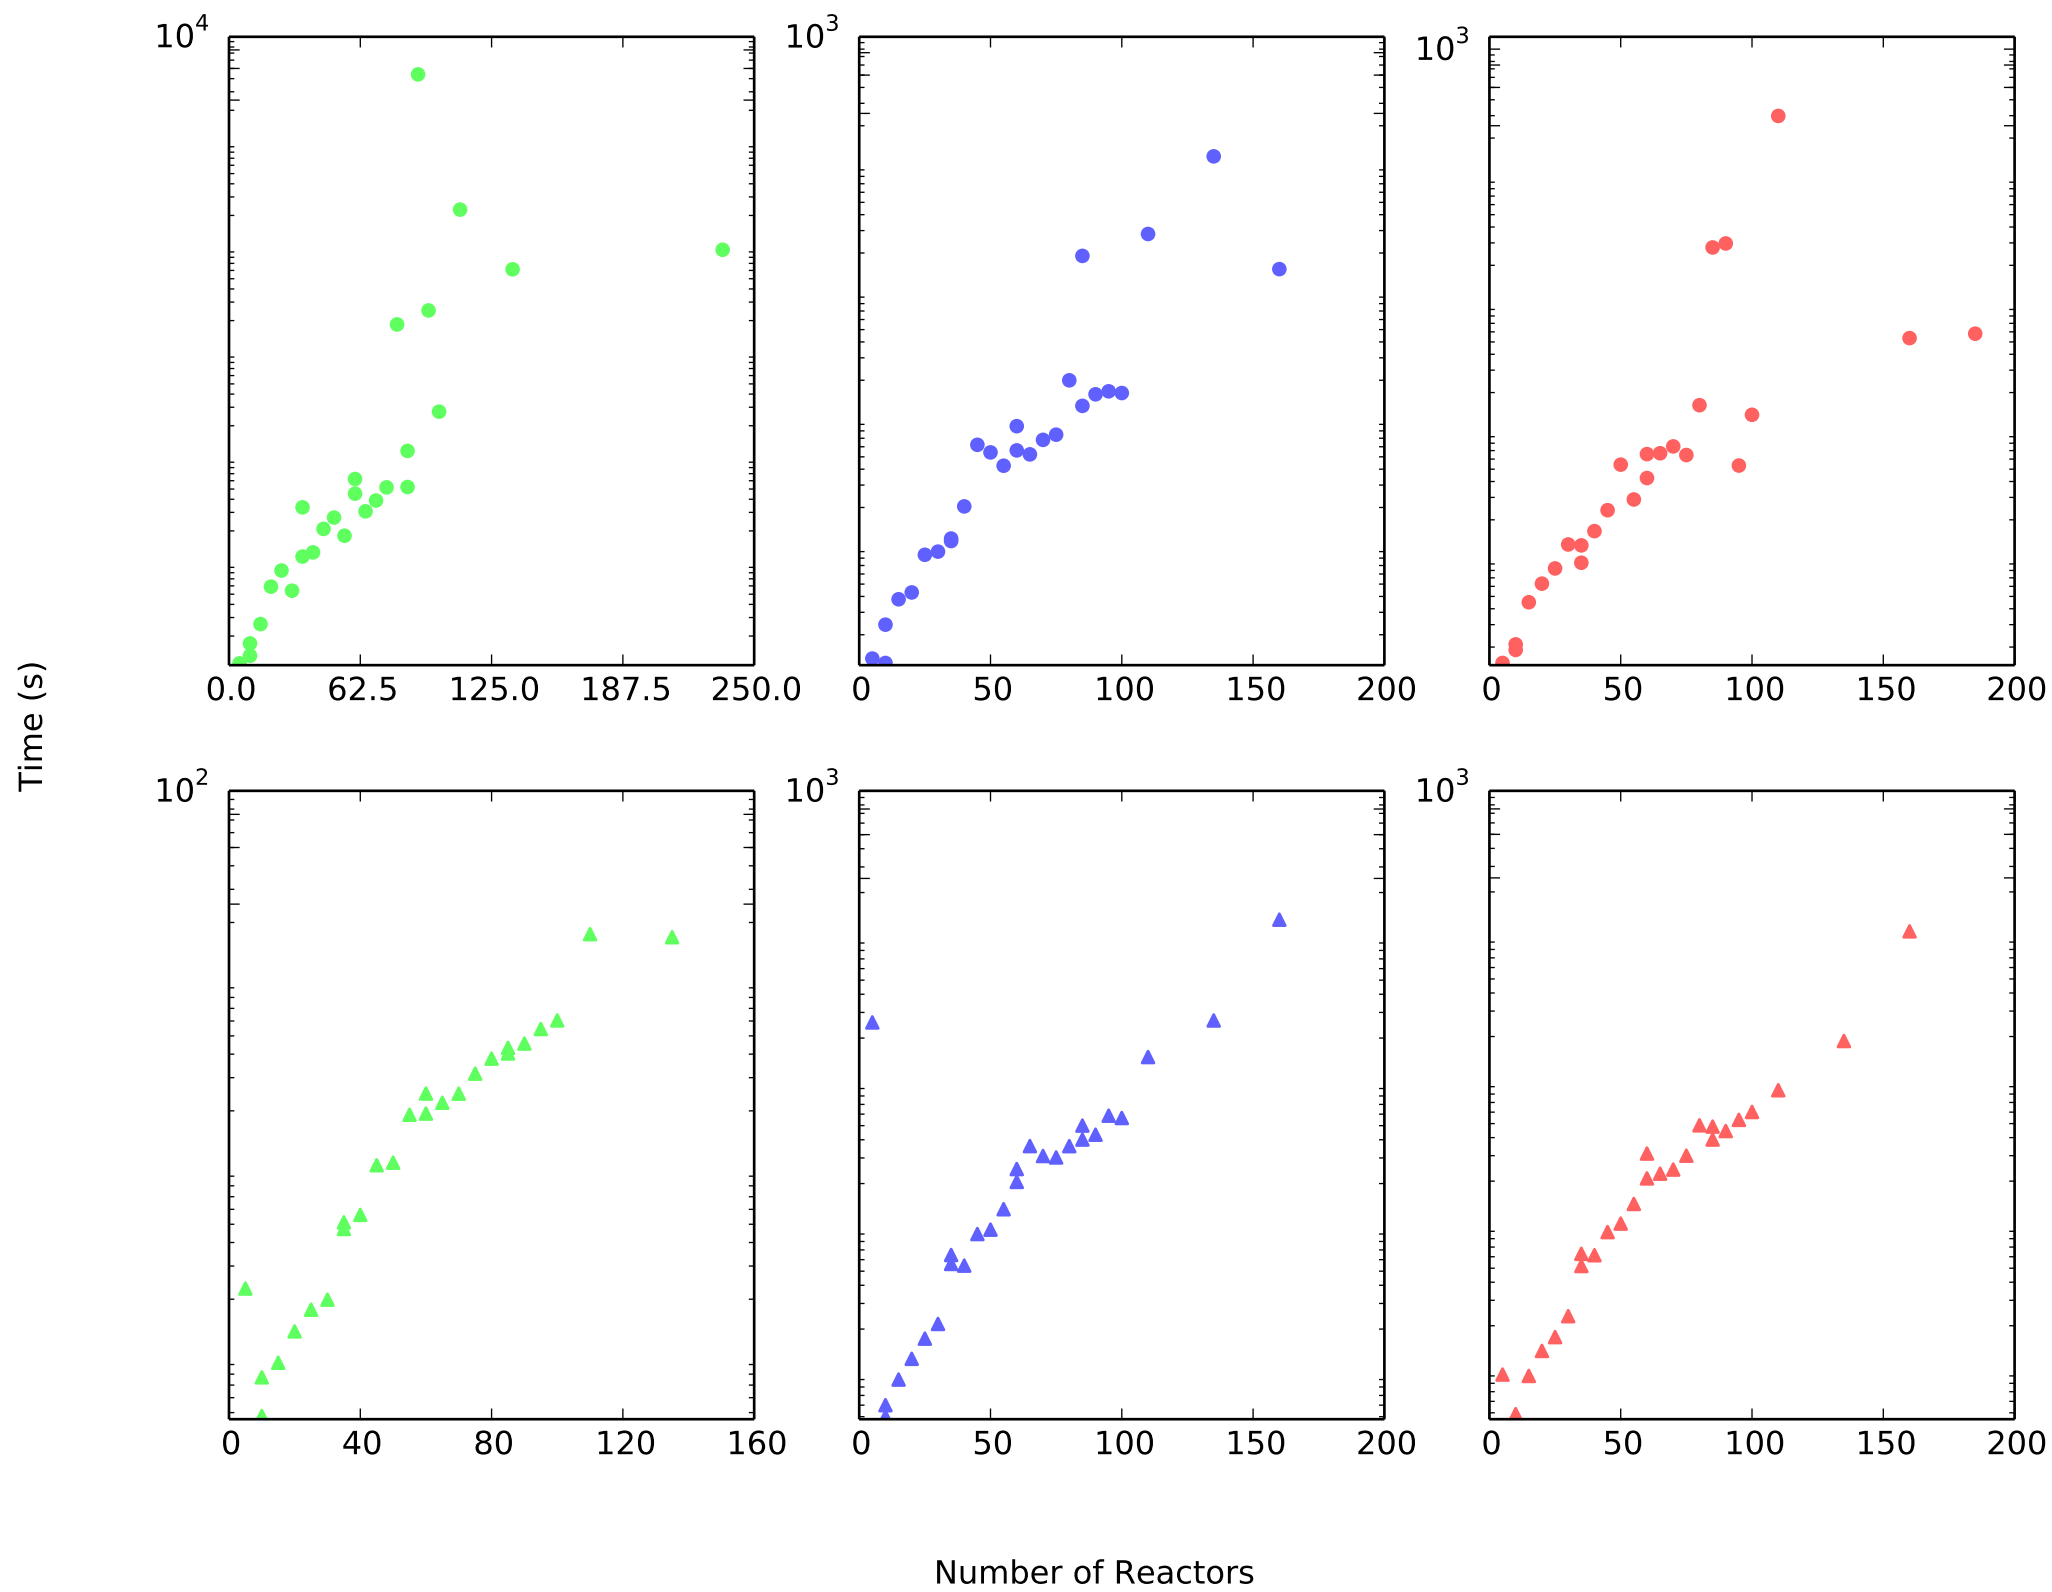 10^4 10^3 10^3
0.0 62.5 125.0 187.5 250.0 0 50 100 150 200 0 50 100 150 200
Time (s)
10^2 10^3 10^3
0 40 80 120 160 0 50 100 150 200 0 50 100 150 200
Number of Reactors